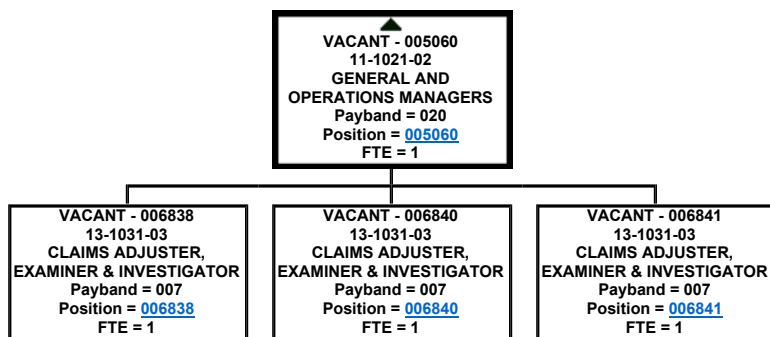 VACANT - 005060
11-1021-02
GENERAL AND
OPERATIONS MANAGERS
Payband = 020
Position = 005060
FTE = 1
VACANT - 006838
13-1031-03
CLAIMS ADJUSTER,
EXAMINER & INVESTIGATOR
Payband = 007
Position = 006838
FTE = 1
VACANT - 006840
13-1031-03
CLAIMS ADJUSTER,
EXAMINER & INVESTIGATOR
Payband = 007
Position = 006840
FTE = 1
VACANT - 006841
13-1031-03
CLAIMS ADJUSTER,
EXAMINER & INVESTIGATOR
Payband = 007
Position = 006841
FTE = 1